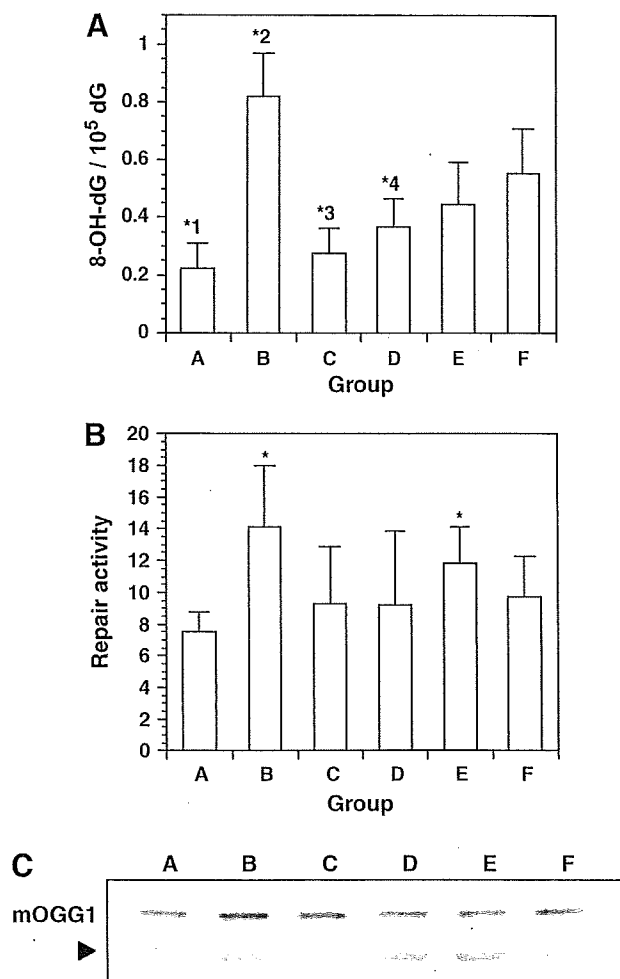 A
8-OH-dG / 10⁵ dG
1
0.8
0.6
0.4
0.2
0
*1
*2
*3
*4
A B C D E F
Group
B
Repair activity
20
18
16
14
12
10
8
6
4
2
0
*
*
A B C D E F
Group
C
A B C D E F
mOGG1